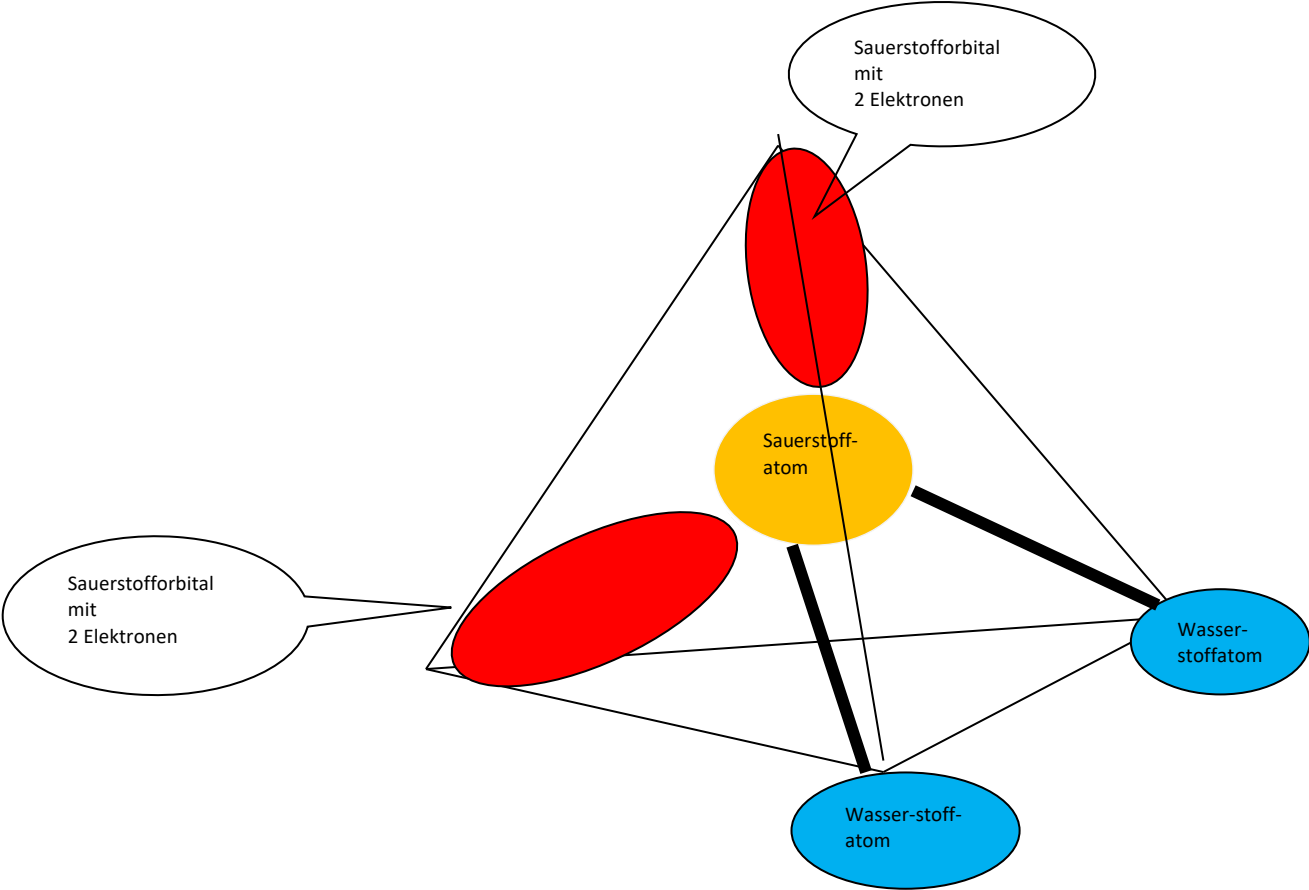 Sauerstofforbital
mit
2 Elektronen
Sauerstoff-
atom
Sauerstofforbital
mit
2 Elektronen
Wasser-
stoffatom
Wasser-stoff-
atom